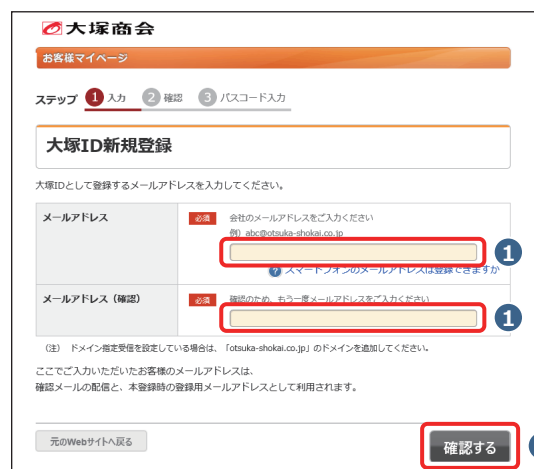 大塚商会
お客様マイページ
ステップ 1 入力 2 確認 3 パスコード入力
大塚ID新規登録
大塚IDとして登録するメールアドレスを入力してください。
メールアドレス 必須 会社のメールアドレスをご入力ください
例) abc@otsuka-shokai.co.jp
1
? スマートフォンのメールアドレスは登録できますか
メールアドレス（確認） 必須 確認のため、もう一度メールアドレスをご入力ください
1
（注） ドメイン指定受信を設定している場合は、「otsuka-shokai.co.jp」のドメインを追加してください。
ここでご入力いただいたお客様のメールアドレスは、
確認メールの配信と、本登録時の登録用メールアドレスとして利用されます。
元のWebサイトへ戻る 確認する